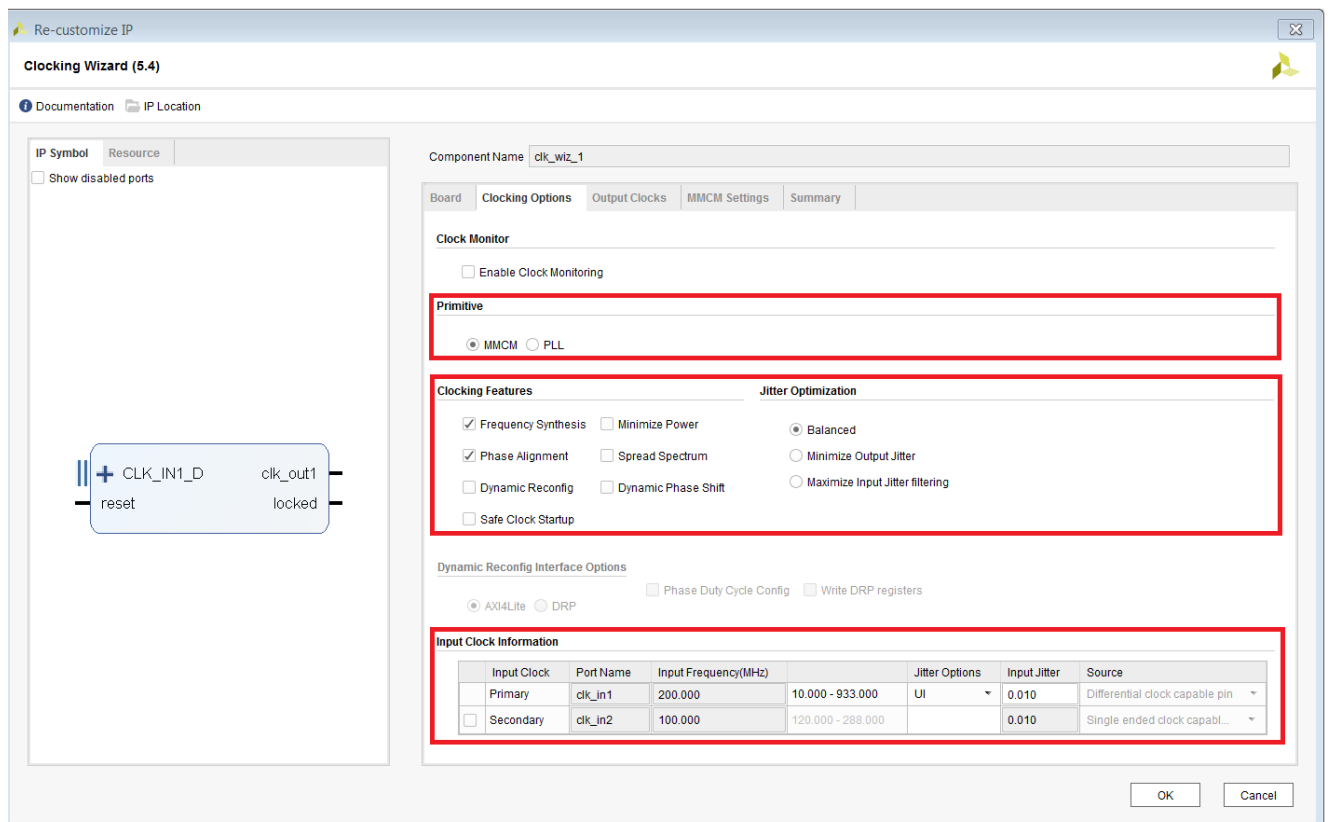 Re-customize IP
Clocking Wizard (5.4)
Documentation IP Location
IP Symbol Resource
Show disabled ports
CLK_IN1_D clk_out1
reset locked
Component Name clk_wiz_1
Board Clocking Options Output Clocks MMCM Settings Summary
Clock Monitor
Enable Clock Monitoring
Primitive
MMCM PLL
Clocking Features Jitter Optimization
Frequency Synthesis Minimize Power Balanced
Phase Alignment Spread Spectrum Minimize Output Jitter
Dynamic Reconfig Dynamic Phase Shift Maximize Input Jitter filtering
Safe Clock Startup
Dynamic Reconfig Interface Options
Phase Duty Cycle Config Write DRP registers
AXI4Lite DRP
Input Clock Information
Input Clock Port Name Input Frequency(MHz) Jitter Options Input Jitter Source
Primary clk_in1 200.000 10.000 - 933.000 UI 0.010 Differential clock capable pin
Secondary clk_in2 100.000 120.000 - 288.000 0.010 Single ended clock capabl...
OK Cancel